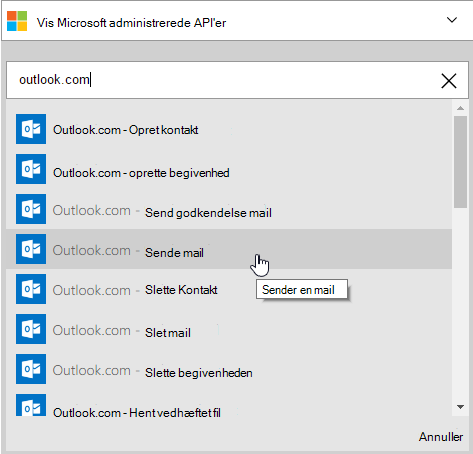 Vis Microsoft administrerede API'er
outlook.com
Outlook.com - Opret kontakt
Outlook.com - oprette begivenhed
Outlook.com - Send godkendelse mail
Outlook.com - Sende mail
Outlook.com - Slette Kontakt
Sender en mail
Outlook.com - Slet mail
Outlook.com - Slette begivenheden
Outlook.com - Hent vedhæftet fil
Annuller